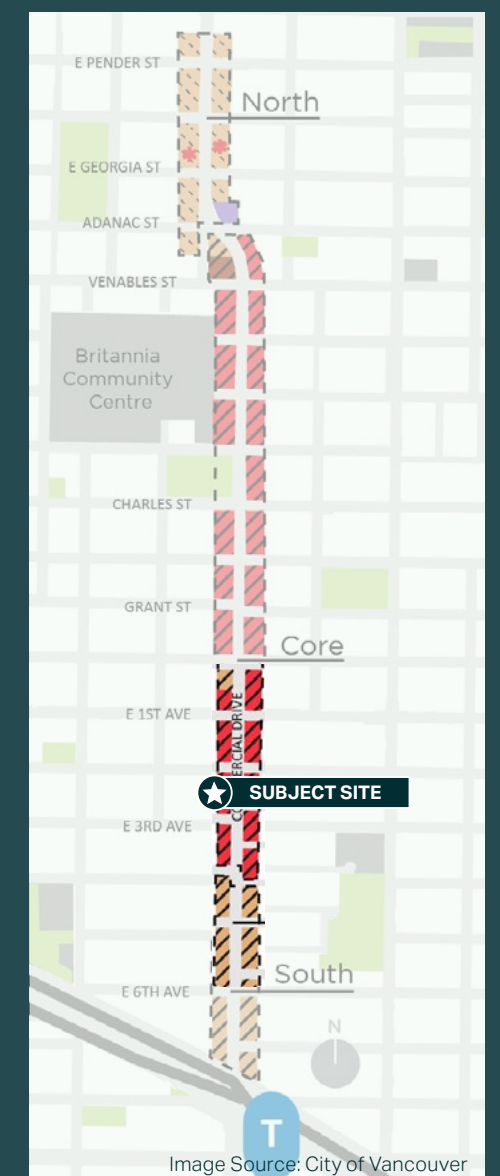 E PENDER ST
North
E GEORGIA ST
ADANAC ST
VENABLES ST
Britannia
Community
Centre
CHARLES ST
GRANT ST
Core
E 1ST AVE
ERCIAL DRIVE
SUBJECT SITE
E 3RD AVE
South
E 6TH AVE
N
T
Image Source: City of Vancouver